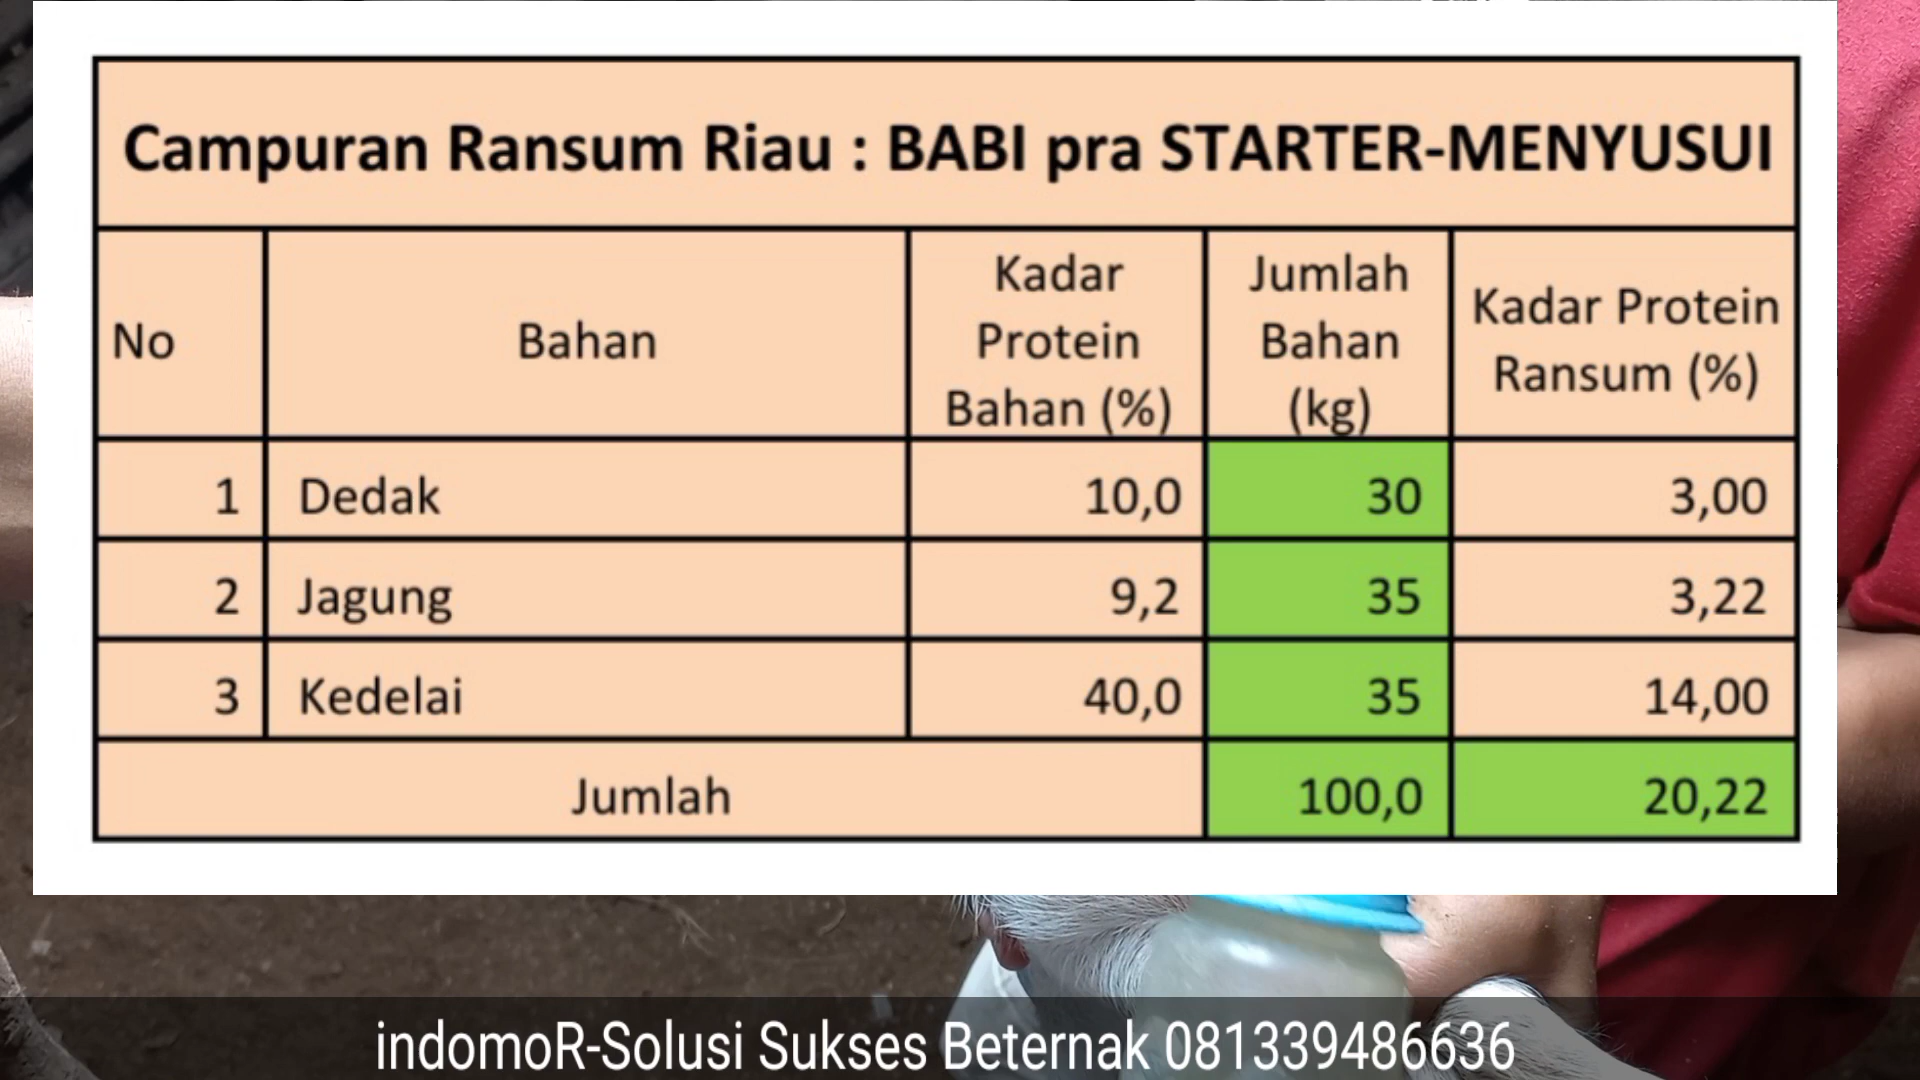 Campuran Ransum Riau : BABI pra STARTER-MENYUSUI
No Bahan Kadar Protein Bahan (%) Jumlah Bahan (kg) Kadar Protein Ransum (%)
1 Dedak 10,0 30 3,00
2 Jagung 9,2 35 3,22
3 Kedelai 40,0 35 14,00
Jumlah 100,0 20,22
indomoR-Solusi Sukses Beternak 081339486636